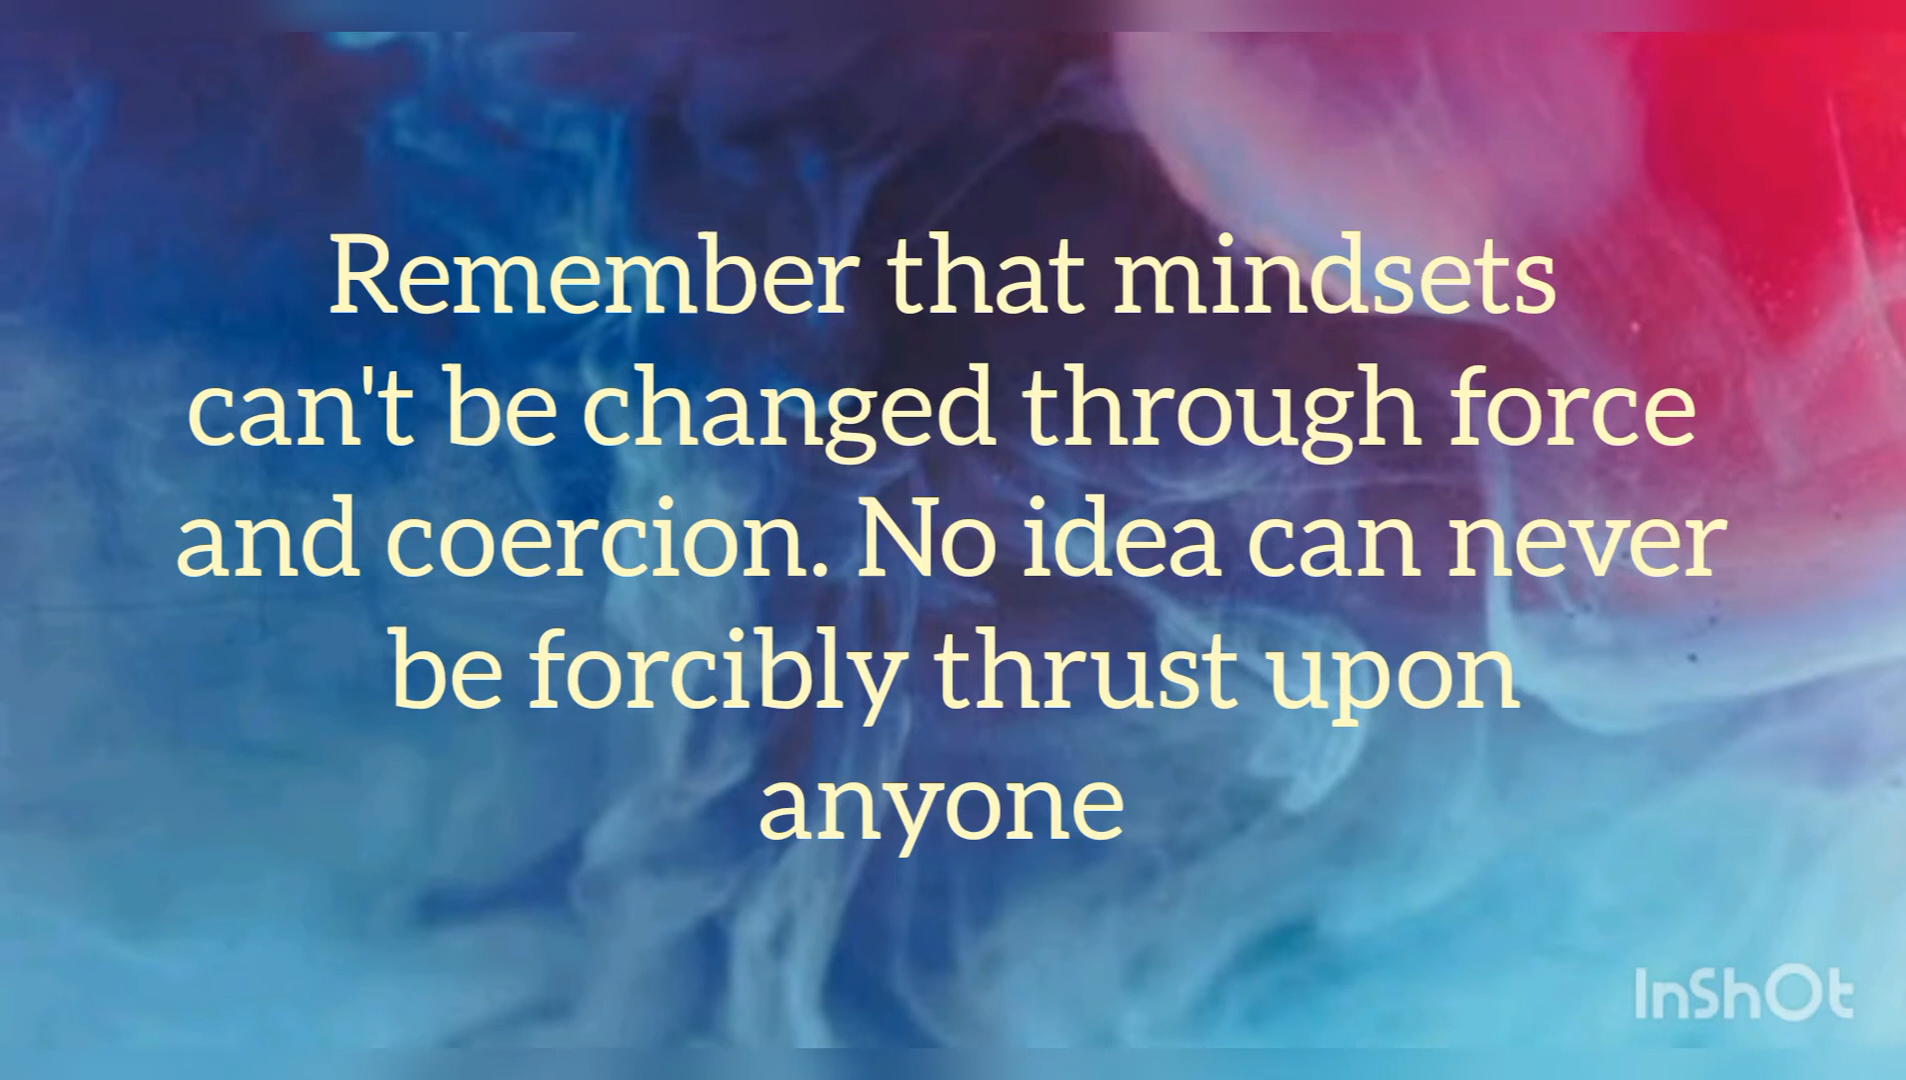 Remember that mindsets
can't be changed through force
and coercion. No idea can never
be forcibly thrust upon
anyone
InShOt